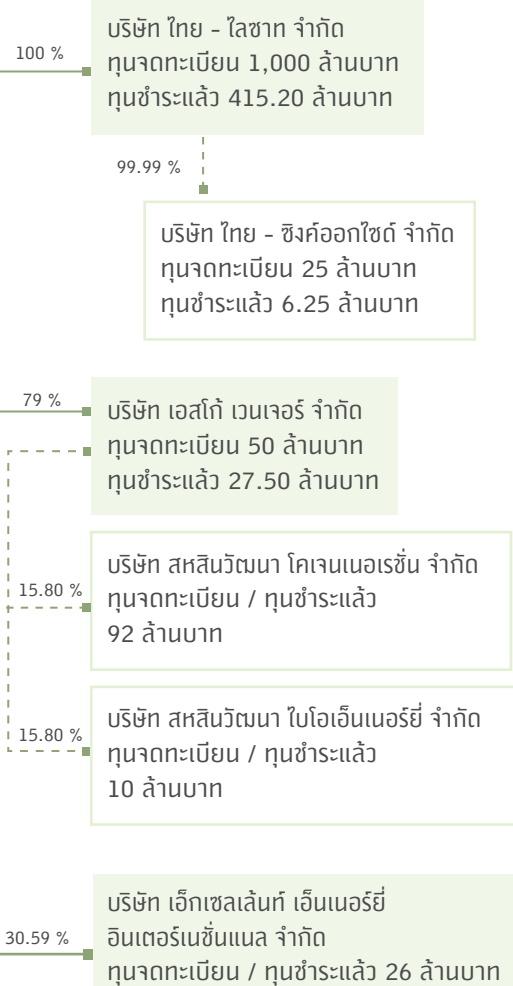 บริษัท ไทย - ไลซาท จำกัด
100 %
ทุนจดทะเบียน 1,000 ล้านบาท
ทุนชำระแล้ว 415.20 ล้านบาท
99.99 %
บริษัท ไทย - ซิงค์ออกไซด์ จำกัด
ทุนจดทะเบียน 25 ล้านบาท
ทุนชำระแล้ว 6.25 ล้านบาท
79 %
บริษัท เอสโก้ เวนเจอร์ จำกัด
ทุนจดทะเบียน 50 ล้านบาท
ทุนชำระแล้ว 27.50 ล้านบาท
บริษัท สหสินวัฒนา โคเจนเนอเรชั่น จำกัด
15.80 %
ทุนจดทะเบียน / ทุนชำระแล้ว
92 ล้านบาท
บริษัท สหสินวัฒนา ไบโอเอ็นเนอร์ยี่ จำกัด
15.80 %
ทุนจดทะเบียน / ทุนชำระแล้ว
10 ล้านบาท
บริษัท เอ็กเซลเล้นท์ เอ็นเนอร์ยี่
30.59 %
อินเตอร์เนชั่นแนล จำกัด
ทุนจดทะเบียน / ทุนชำระแล้ว 26 ล้านบาท